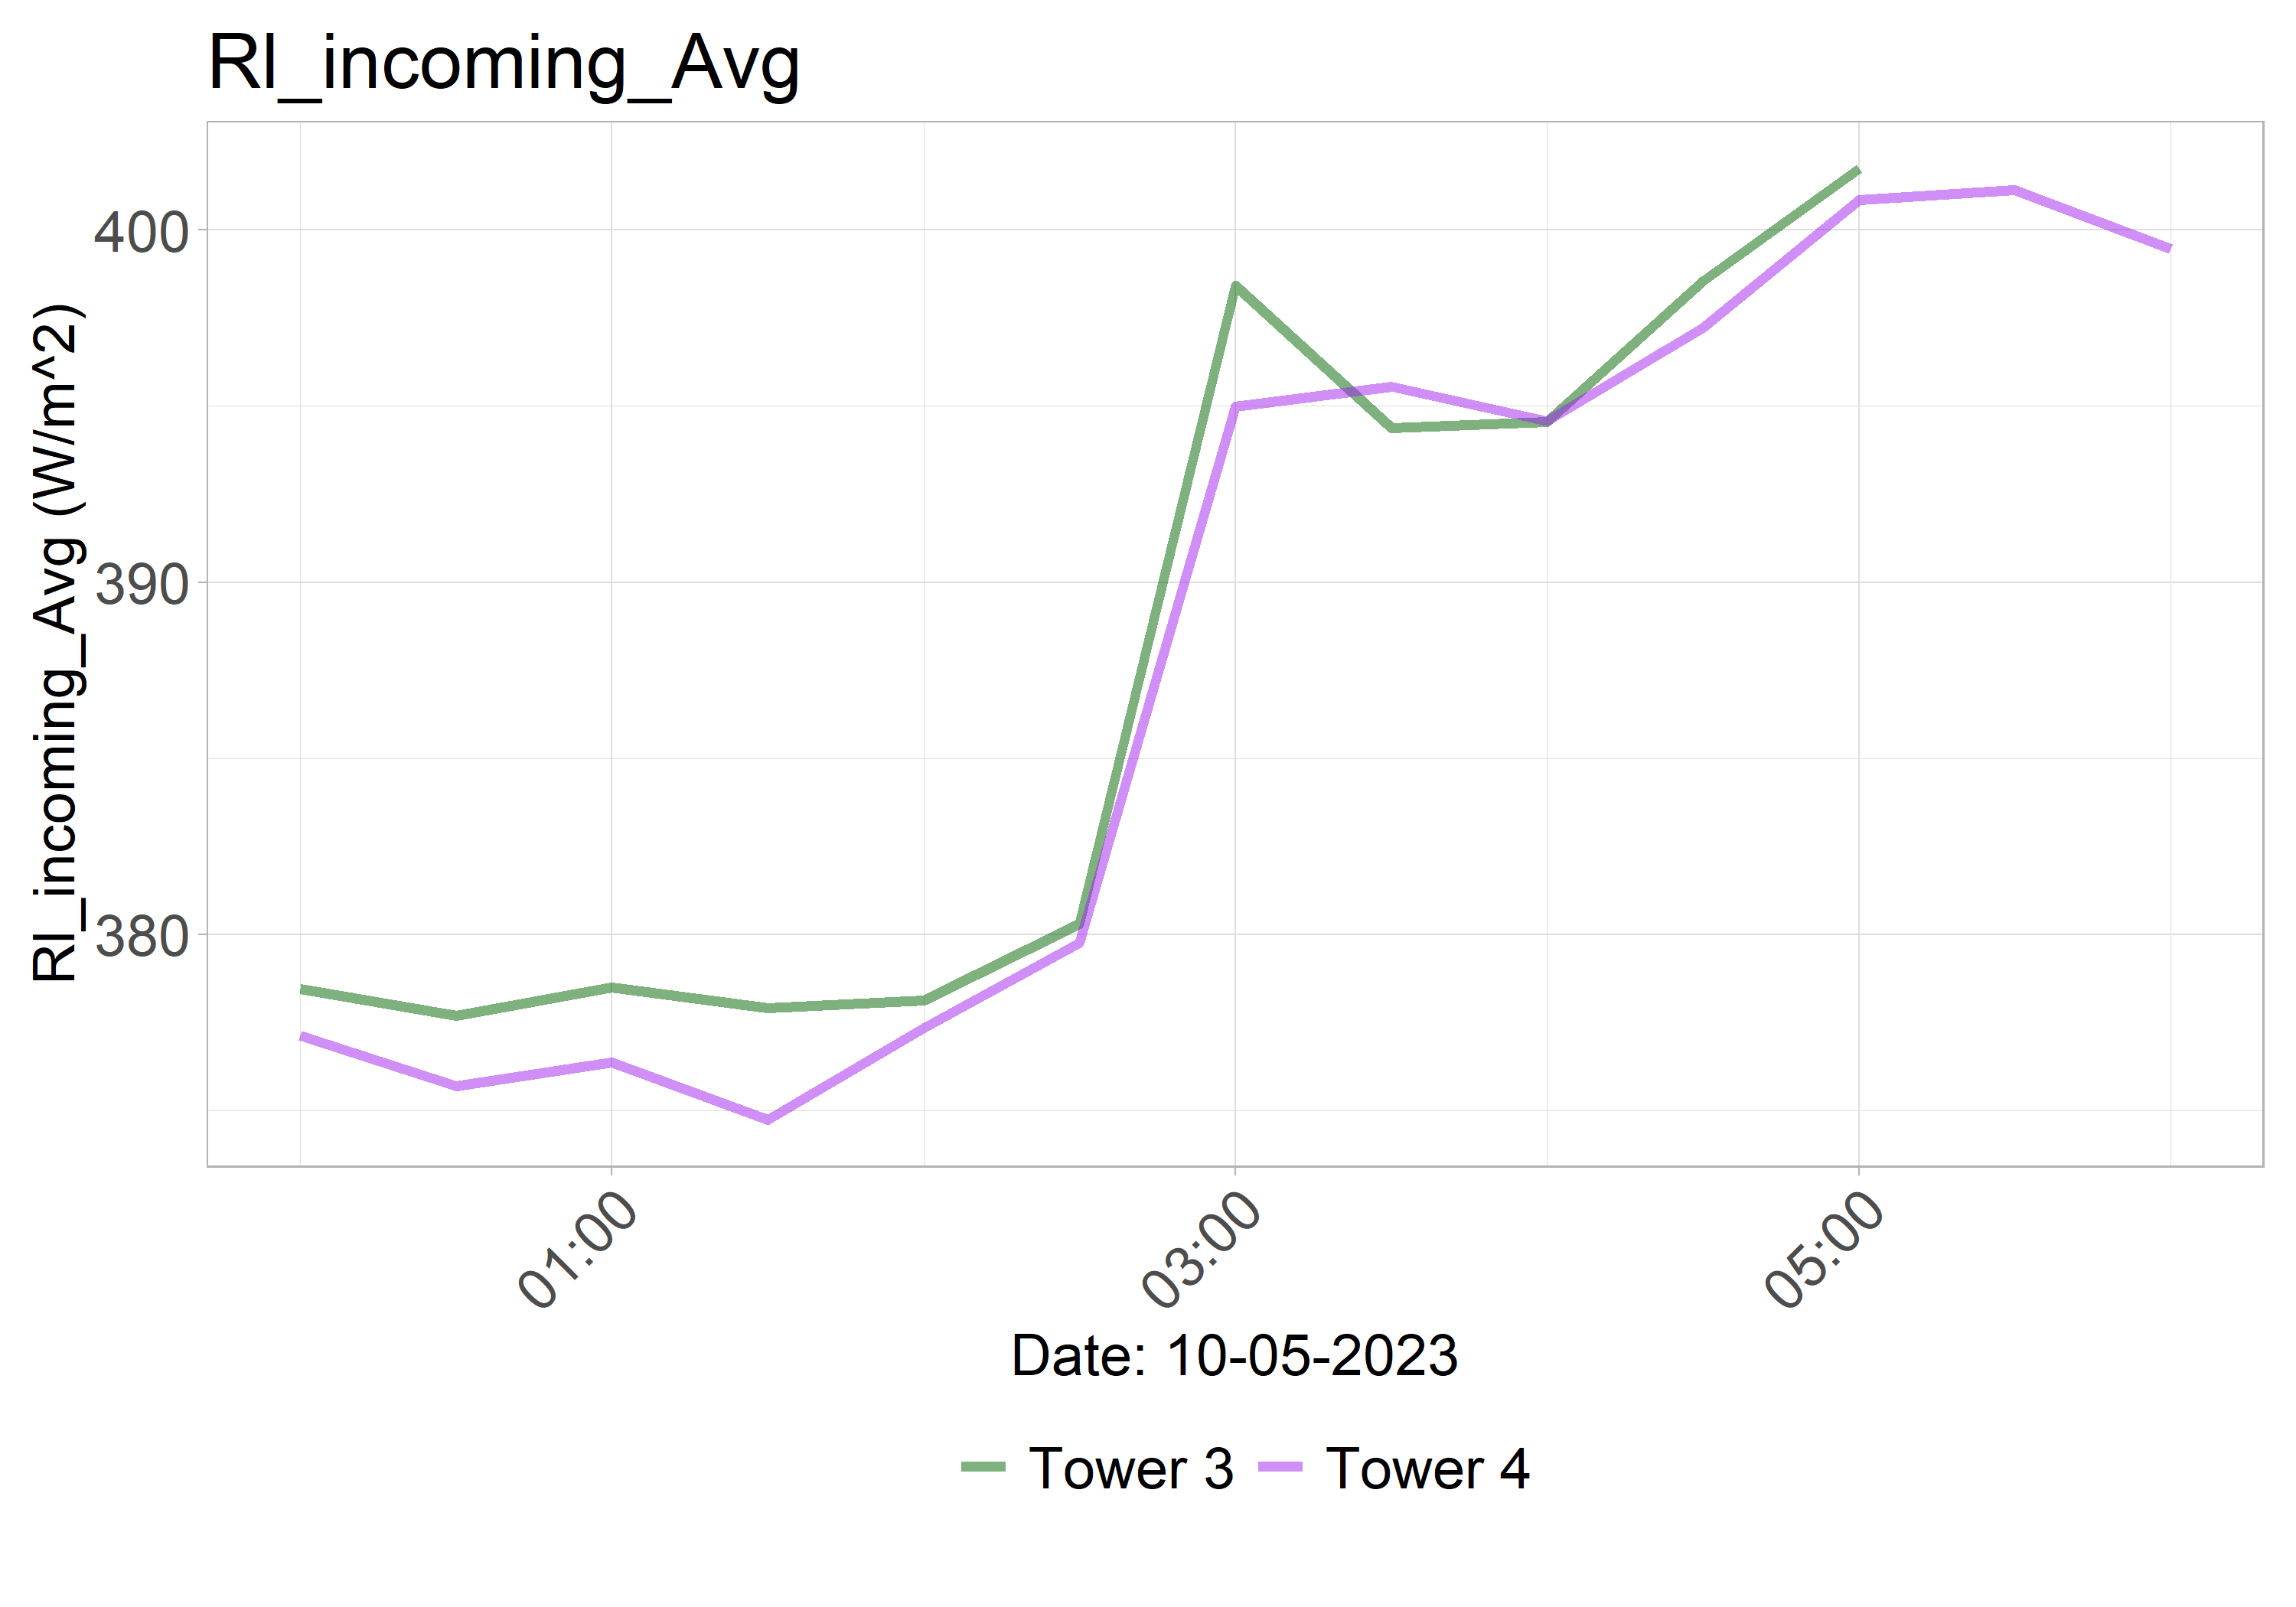 Rl_incoming_Avg
Rl_incoming_Avg (W/m^2)
400
390
380
01:00
03:00
05:00
Date: 10-05-2023
Tower 3
Tower 4